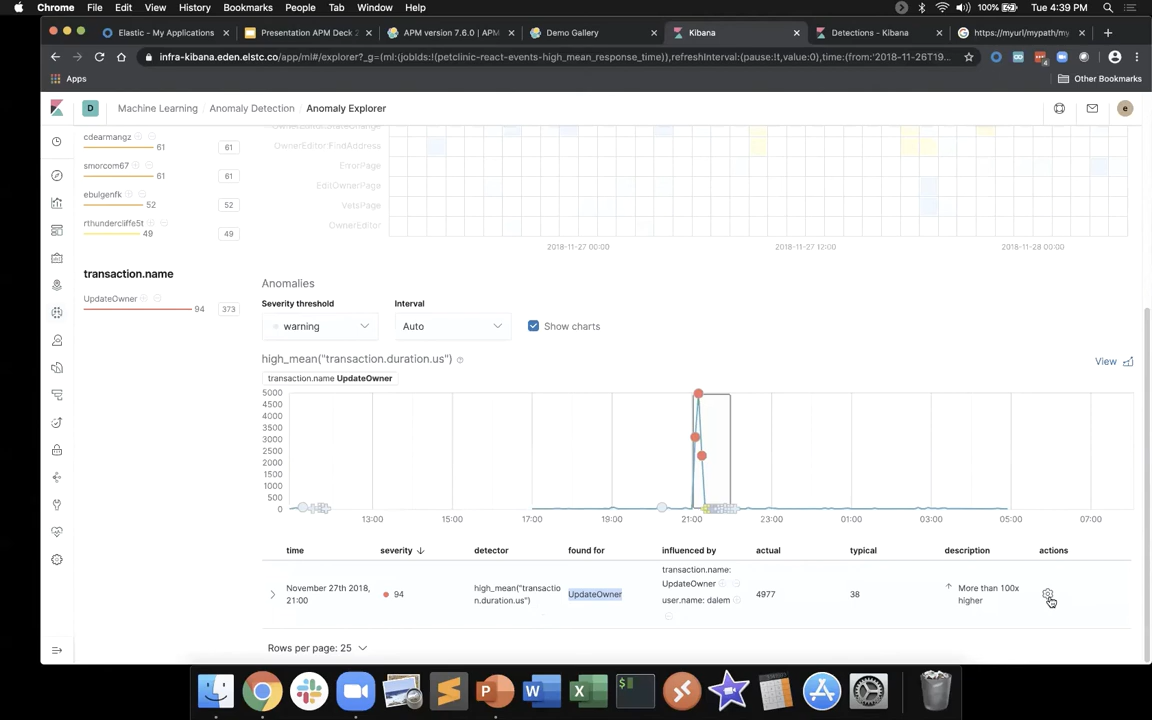 Chrome File Edit View History Bookmarks People Tab Window Help 100% Tue 4:39 PM
Elastic - My Applications Presentation APM Deck 2 APM version 7.6.0 | APM Demo Gallery Kibana Detections - Kibana https://myurl/mypath/my
infra-kibana.eden.elstc.co/app/ml#/explorer?_g=(ml:(jobIds:!(petclinic-react-events-high_mean_response_time)),refreshInterval:(pause:!t,value:0),time:(from:'2018-11-26T19...
Apps Other Bookmarks
D Machine Learning Anomaly Detection Anomaly Explorer e
cdearmangz
61 61
smorcom67
61 61
ebulgenfk
52 52
rthundercliffe5t
49 49
OwnerEditor:StateChange
OwnerEditor:FindAddress
ErrorPage
EditOwnerPage
VetsPage
OwnerEditor
2018-11-27 00:00 2018-11-27 12:00 2018-11-28 00:00
transaction.name
UpdateOwner
94 373
Anomalies
Severity threshold Interval
warning Auto Show charts
high_mean("transaction.duration.us") View
transaction.name UpdateOwner
5000
4500
4000
3500
3000
2500
2000
1500
1000
500
0
13:00 15:00 17:00 19:00 21:00 23:00 01:00 03:00 05:00 07:00
time severity detector found for influenced by actual typical description actions
November 27th 2018, 21:00
94
high_mean("transactio
n.duration.us")
UpdateOwner
transaction.name:
UpdateOwner
user.name: dalem
4977
38
More than 100x
higher
Rows per page: 25